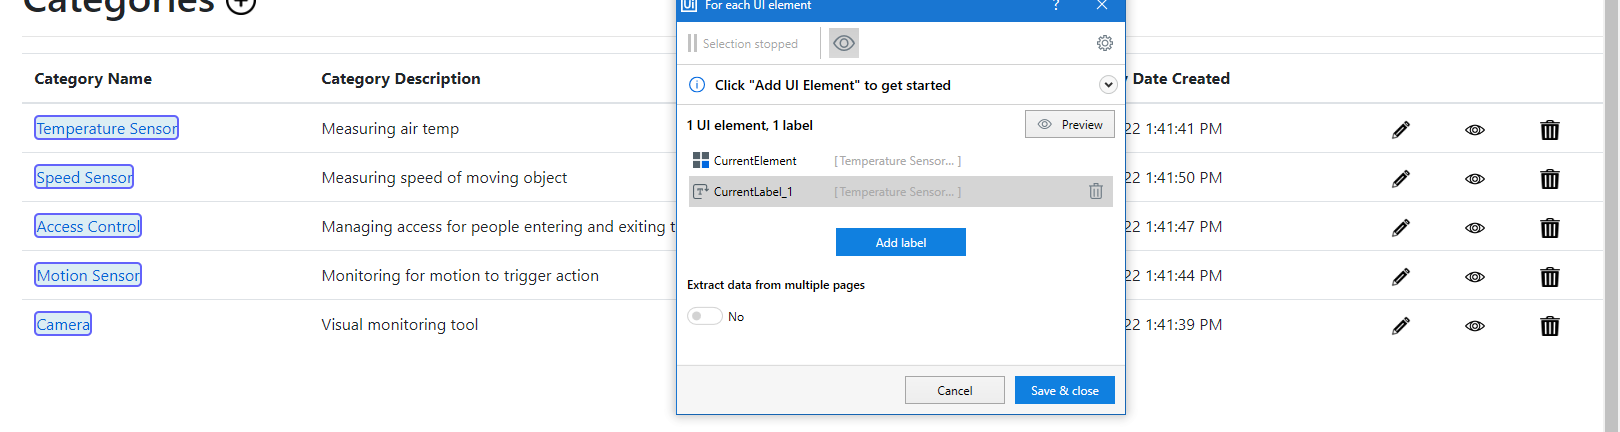 Categories
Ui For each UI element ?
Selection stopped
Click "Add UI Element" to get started
Category Name Category Description Date Created
1 UI element, 1 label Preview
Temperature Sensor Measuring air temp 22 1:41:41 PM
CurrentElement [ Temperature Sensor... ]
Speed Sensor Measuring speed of moving object 22 1:41:50 PM
CurrentLabel_1 [ Temperature Sensor... ]
Access Control Managing access for people entering and exiting t 22 1:41:47 PM
Add label
Motion Sensor Monitoring for motion to trigger action 22 1:41:44 PM
Extract data from multiple pages
Camera Visual monitoring tool 22 1:41:39 PM
No
Cancel Save & close